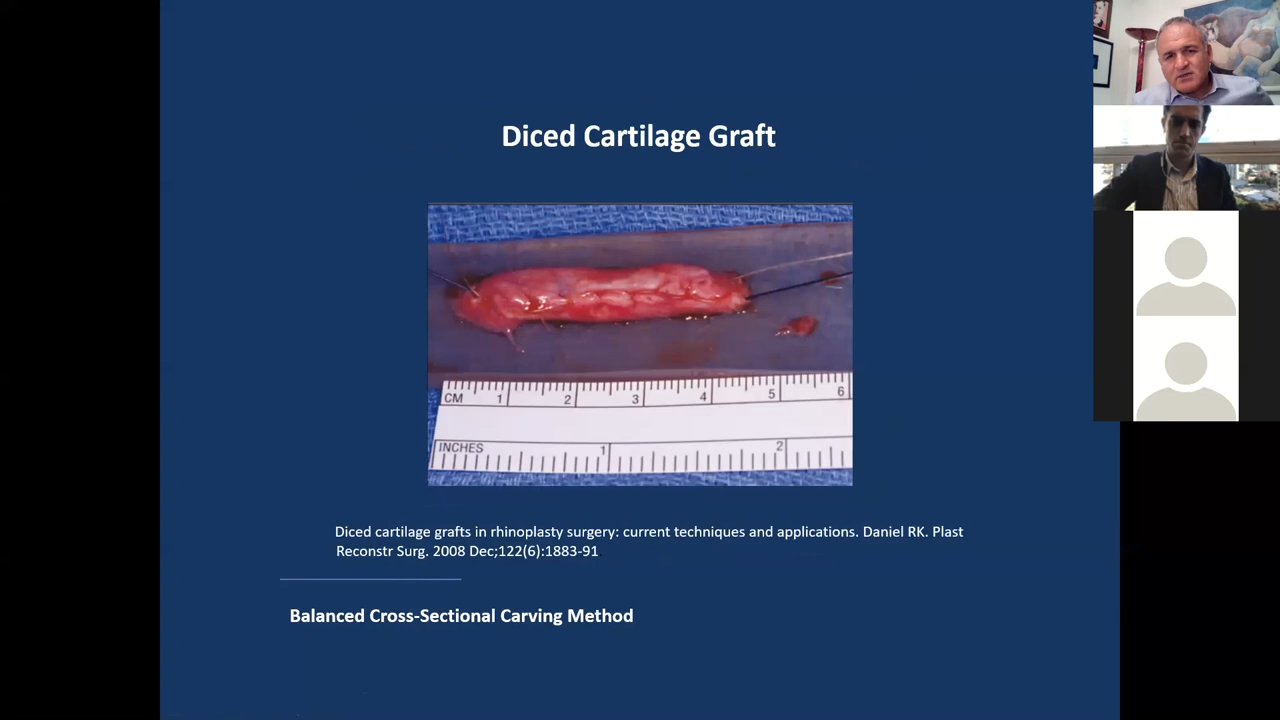 Diced Cartilage Graft
CM 1 2 3 4 5 6
INCHES 1 2
Diced cartilage grafts in rhinoplasty surgery: current techniques and applications. Daniel RK. Plast
Reconstr Surg. 2008 Dec;122(6):1883-91
Balanced Cross-Sectional Carving Method